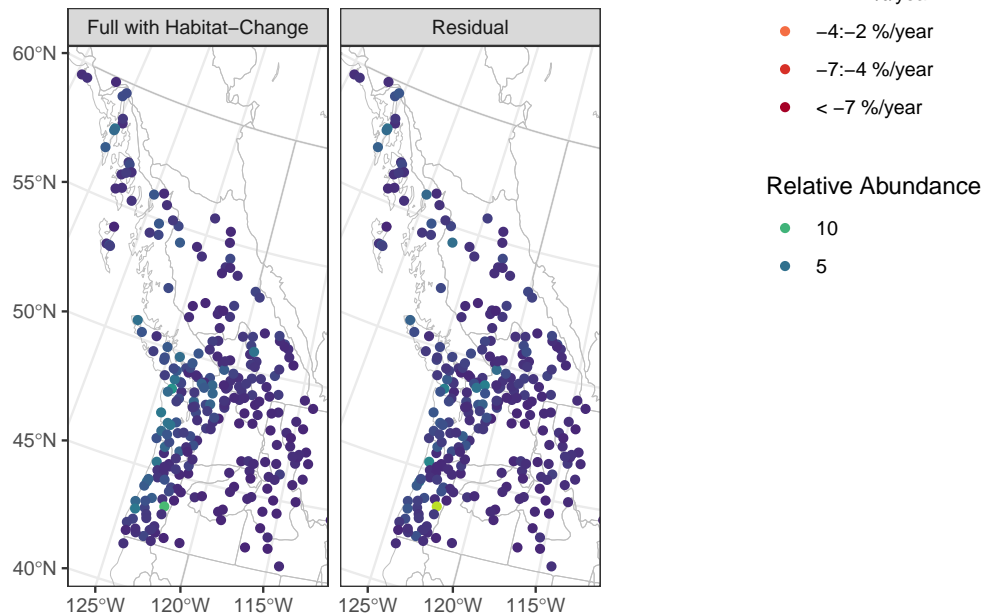 Full with Habitat−Change
Residual
60°N
55°N
50°N
45°N
40°N
125°W
120°W
115°W
125°W
120°W
115°W
−4:−2 %/year
−7:−4 %/year
< −7 %/year
Relative Abundance
10
5